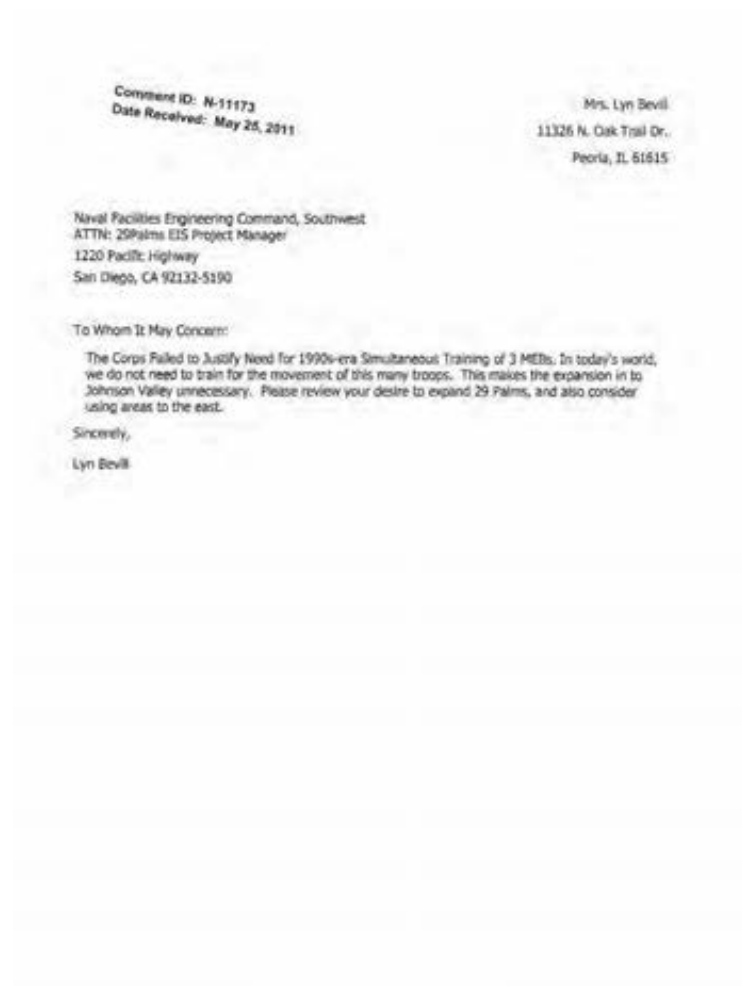 Comment ID: N-11173
Date Received: May 25, 2011
Mrs. Lyn Bevill
11326 N. Oak Trail Dr.
Peoria, IL 61615
Naval Facilities Engineering Command, Southwest
ATTN: 29Palms EIS Project Manager
1220 Pacific Highway
San Diego, CA 92132-5190
To Whom It May Concern:
The Corps Failed to Justify Need for 1990s-era Simultaneous Training of 3 MEBs. In today's world,
we do not need to train for the movement of this many troops. This makes the expansion in to
Johnson Valley unnecessary. Please review your desire to expand 29 Palms, and also consider
using areas to the east.
Sincerely,
Lyn Bevill